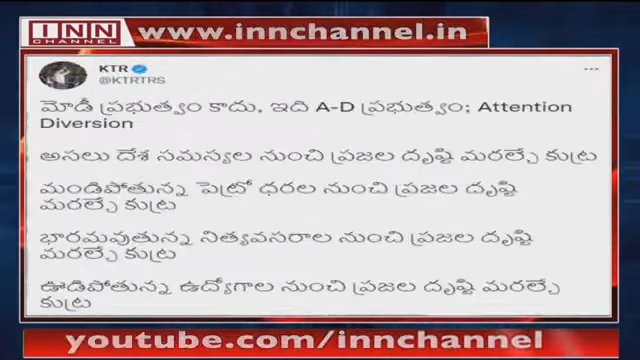 INN
CHANNEL
www.innchannel.in
KTR
@KTRTRS
మోడీ ప్రభుత్వం కాదు, ఇది A-D ప్రభుత్వం; Attention
Diversion
అసలు దేశ సమస్యల నుంచి ప్రజల దృష్టి మరల్చే కుట్ర
మండిపోతున్న పెట్రో ధరల నుంచి ప్రజల దృష్టి
మరల్చే కుట్ర
భారమవుతున్న నిత్యవసరాల నుంచి ప్రజల దృష్టి
మరల్చే కుట్ర
ఊడిపోతున్న ఉద్యోగాల నుంచి ప్రజల దృష్టి మరల్చే
కుట్ర
youtube.com/innchannel